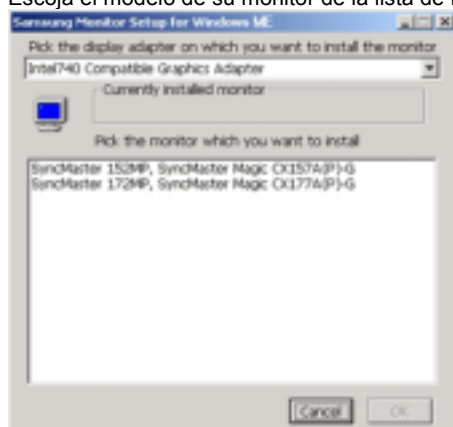 Escoja el modelo de su monitor de la lista de
Samsung Monitor Setup for Windows ME
Pick the display adapter on which you want to install the monitor
Intel740 Compatible Graphics Adapter
Currently installed monitor
Pick the monitor which you want to install
SyncMaster 152MP, SyncMaster Magic CX157A(P)-G
SyncMaster 172MP, SyncMaster Magic CX177A(P)-G
Cancel
OK